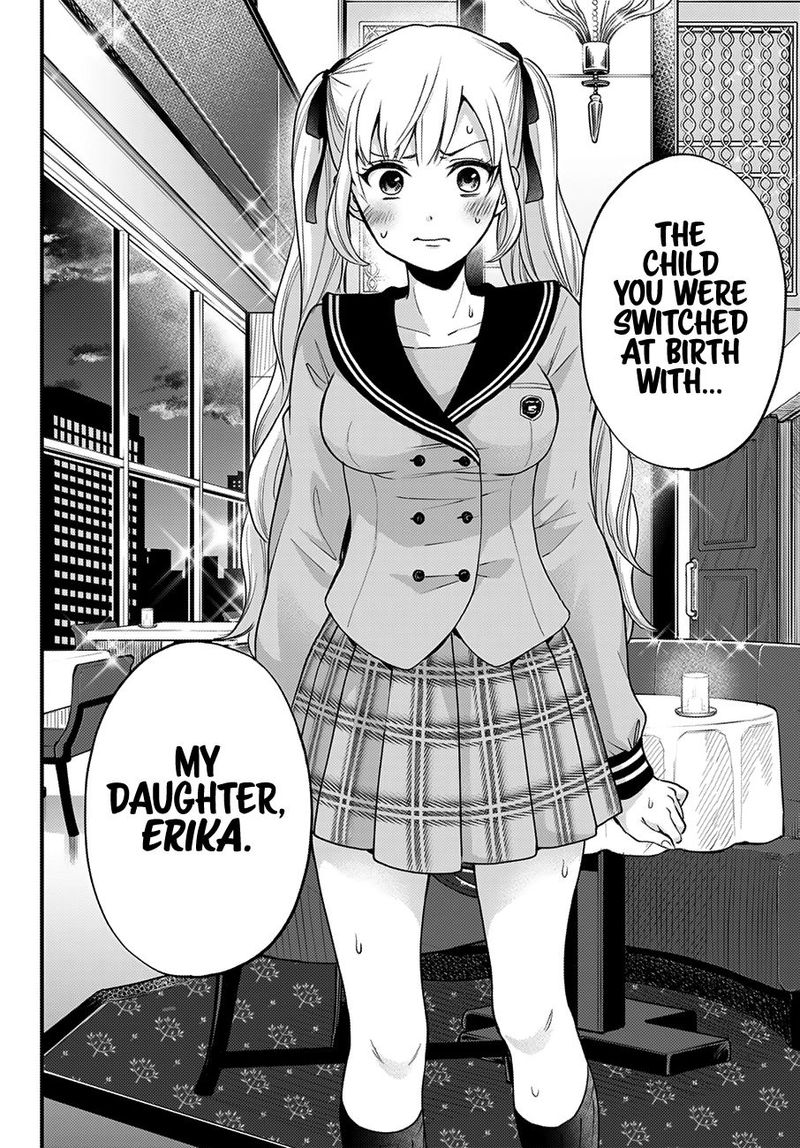 THE
CHILD
YOU WERE
SWITCHED
AT BIRTH
WITH...
MY
DAUGHTER,
ERIKA.